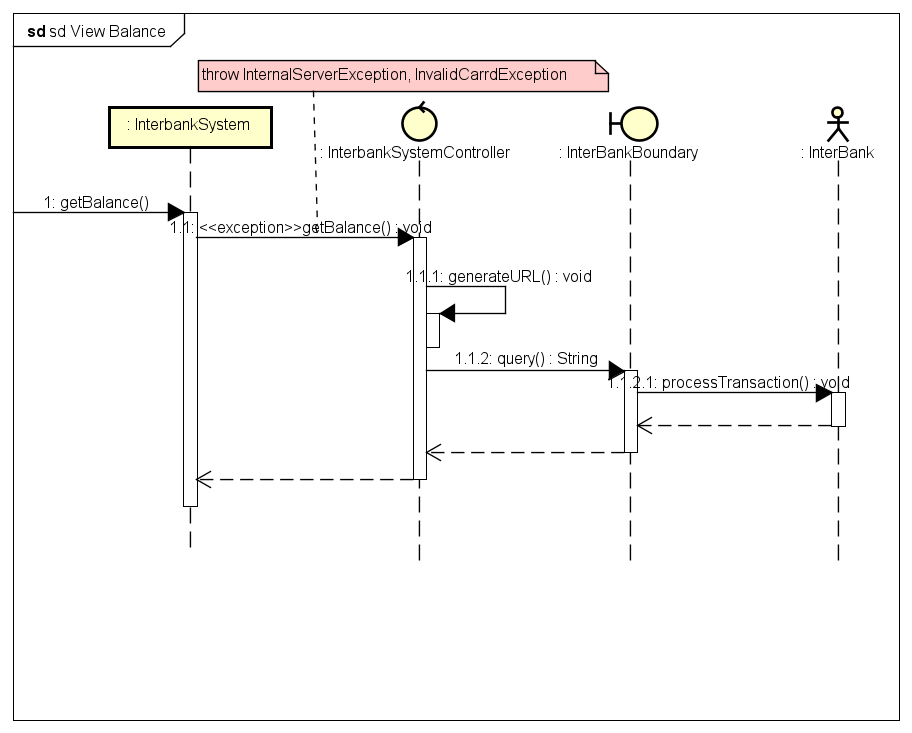 sd sd View Balance
throw InternalServerException, InvalidCarrdException
: InterbankSystem
: InterbankSystemController
: InterBankBoundary
: InterBank
1: getBalance()
1.1: <<exception>>getBalance() : void
1.1.1: generateURL() : void
1.1.2: query() : String
1.1.2.1: processTransaction() : void